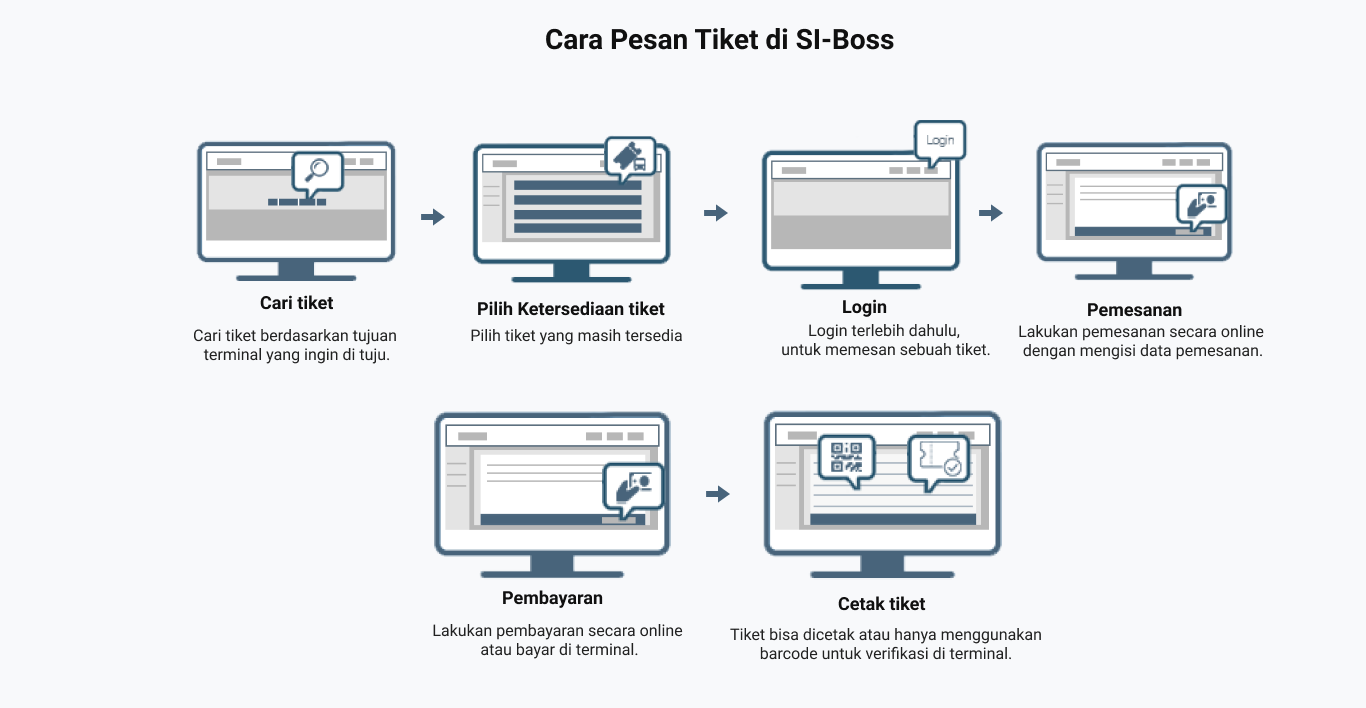 Cara Pesan Tiket di SI-Boss
Login
Cari tiket
Cari tiket berdasarkan tujuan
terminal yang ingin di tuju.
Pilih Ketersediaan tiket
Pilih tiket yang masih tersedia
Login
Login terlebih dahulu,
untuk memesan sebuah tiket.
Pemesanan
Lakukan pemesanan secara online
dengan mengisi data pemesanan.
Pembayaran
Lakukan pembayaran secara online
atau bayar di terminal.
Cetak tiket
Tiket bisa dicetak atau hanya menggunakan
barcode untuk verifikasi di terminal.